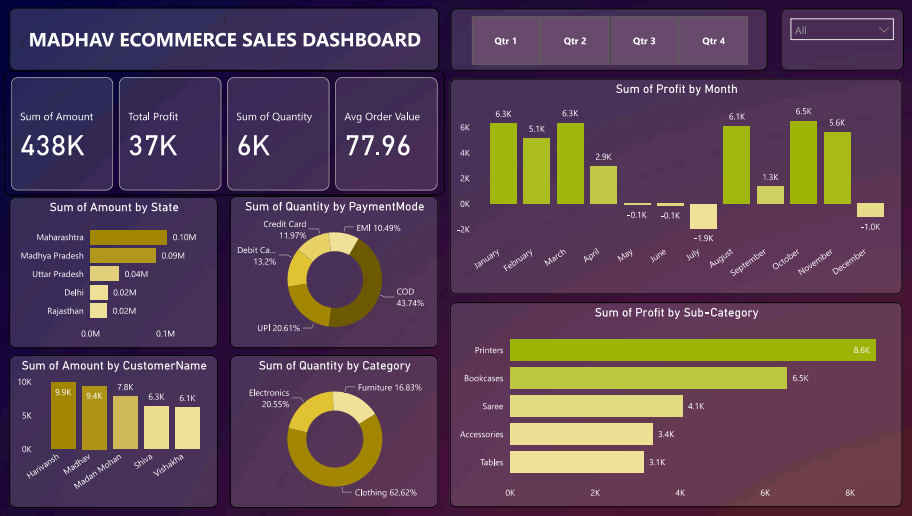 MADHAV ECOMMERCE SALES DASHBOARD
Qtr 1 Qtr 2 Qtr 3 Qtr 4
All
Sum of Amount
438K
Total Profit
37K
Sum of Quantity
6K
Avg Order Value
77.96
Sum of Profit by Month
6K
4K
2K
0K
-2K
6.3K
5.1K
6.3K
2.9K
-0.1K
-0.1K
-1.9K
6.1K
1.3K
6.5K
5.6K
-1.0K
January
February
March
April
May
June
July
August
September
October
November
December
Sum of Amount by State
Maharashtra 0.10M
Madhya Pradesh 0.09M
Uttar Pradesh 0.04M
Delhi 0.02M
Rajasthan 0.02M
0.0M 0.1M
Sum of Quantity by PaymentMode
Credit Card
11.97%
EMI 10.49%
Debit Ca...
13.2%
COD
43.74%
UPI 20.61%
Sum of Profit by Sub-Category
Printers 8.6K
Bookcases 6.5K
Saree 4.1K
Accessories 3.4K
Tables 3.1K
0K 2K 4K 6K 8K
Sum of Amount by CustomerName
10K
5K
0K
9.9K
9.4K
7.8K
6.3K
6.1K
Harivansh
Madhav
Madan Mohan
Shiva
Vishakha
Sum of Quantity by Category
Furniture 16.83%
Electronics
20.55%
Clothing 62.62%